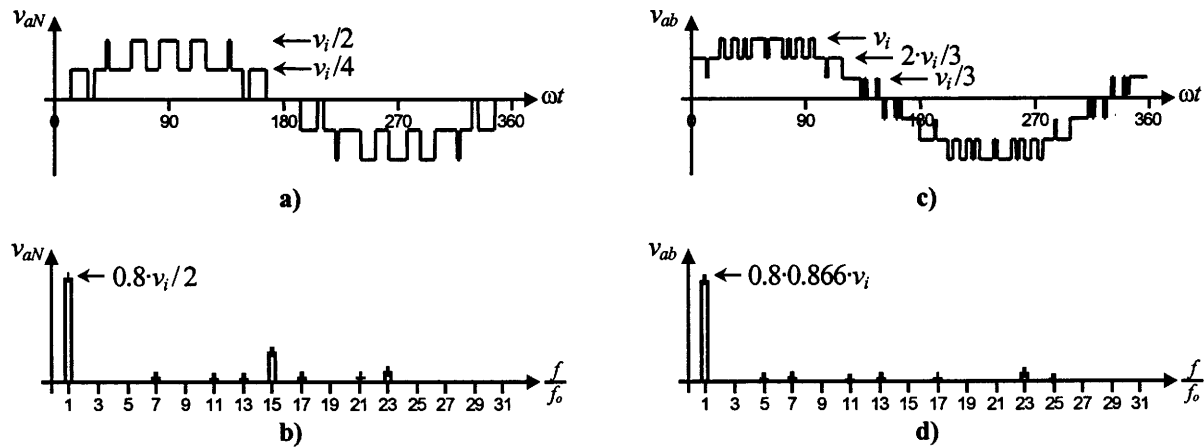 v_aN
v_i/2
v_i/4
ωt
0 90 180 270 360
a)
v_ab
v_i
2·v_i/3
v_i/3
ωt
0 90 180 270 360
c)
v_aN
0.8·v_i/2
f/f_o
1 3 5 7 9 11 13 15 17 19 21 23 25 27 29 31
b)
v_ab
0.8·0.866·v_i
f/f_o
1 3 5 7 9 11 13 15 17 19 21 23 25 27 29 31
d)